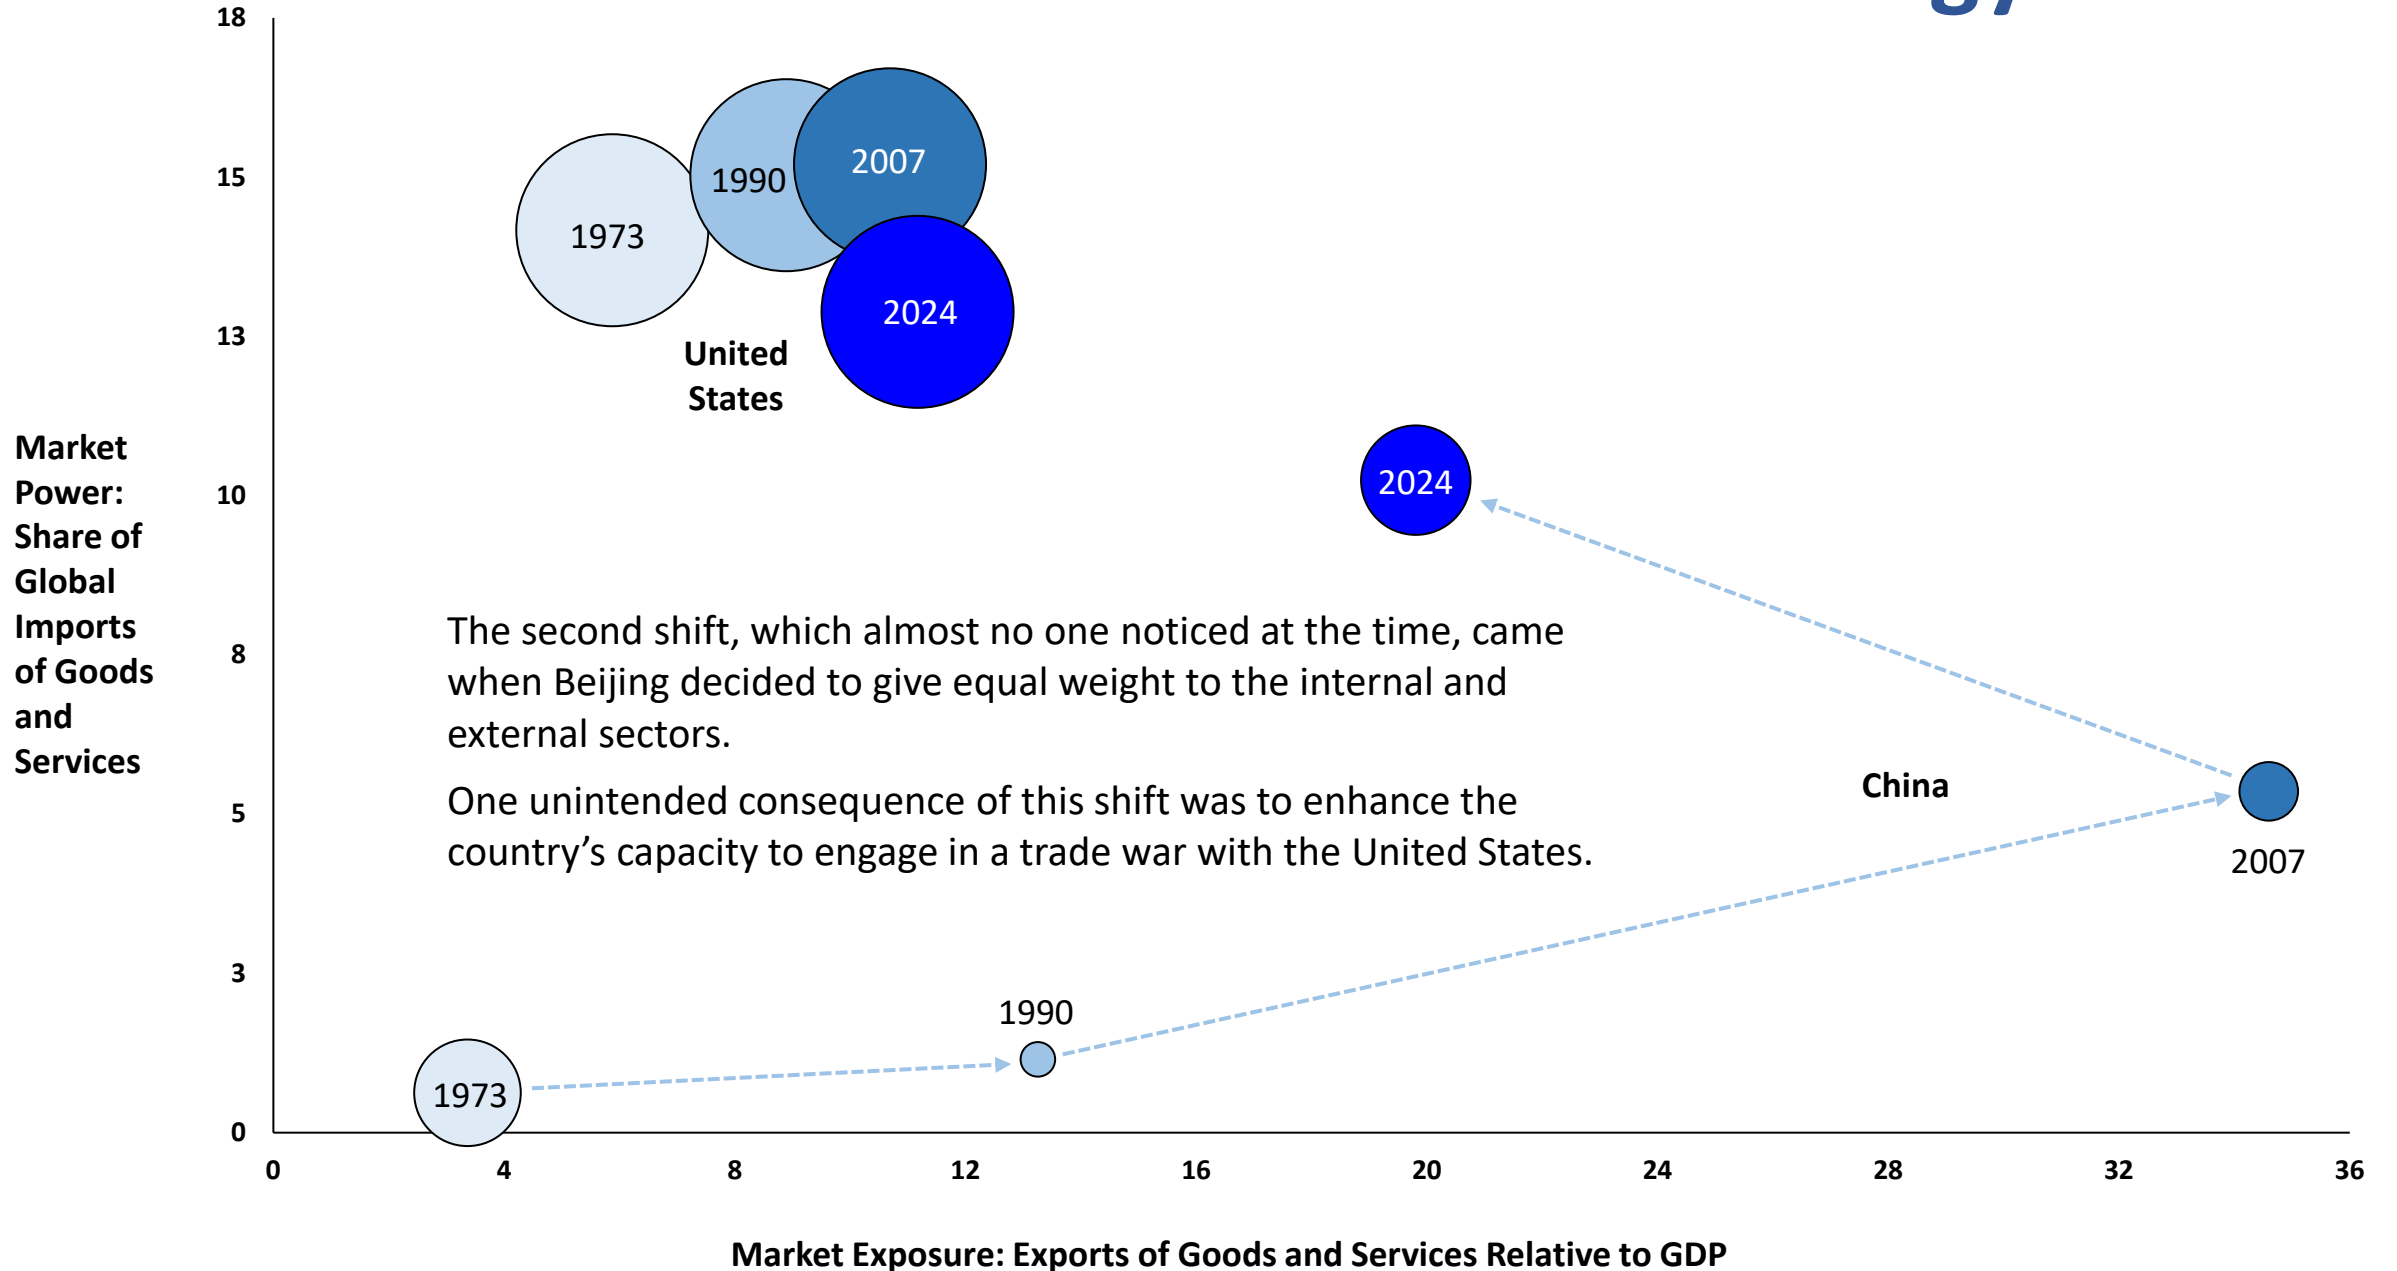 18
15
13
10
8
5
3
0
Market
Power:
Share of
Global
Imports
of Goods
and
Services
1973
1990
2007
2024
United
States
2024
The second shift, which almost no one noticed at the time, came
when Beijing decided to give equal weight to the internal and
external sectors.
One unintended consequence of this shift was to enhance the
country’s capacity to engage in a trade war with the United States.
China
2007
1990
1973
0 4 8 12 16 20 24 28 32 36
Market Exposure: Exports of Goods and Services Relative to GDP